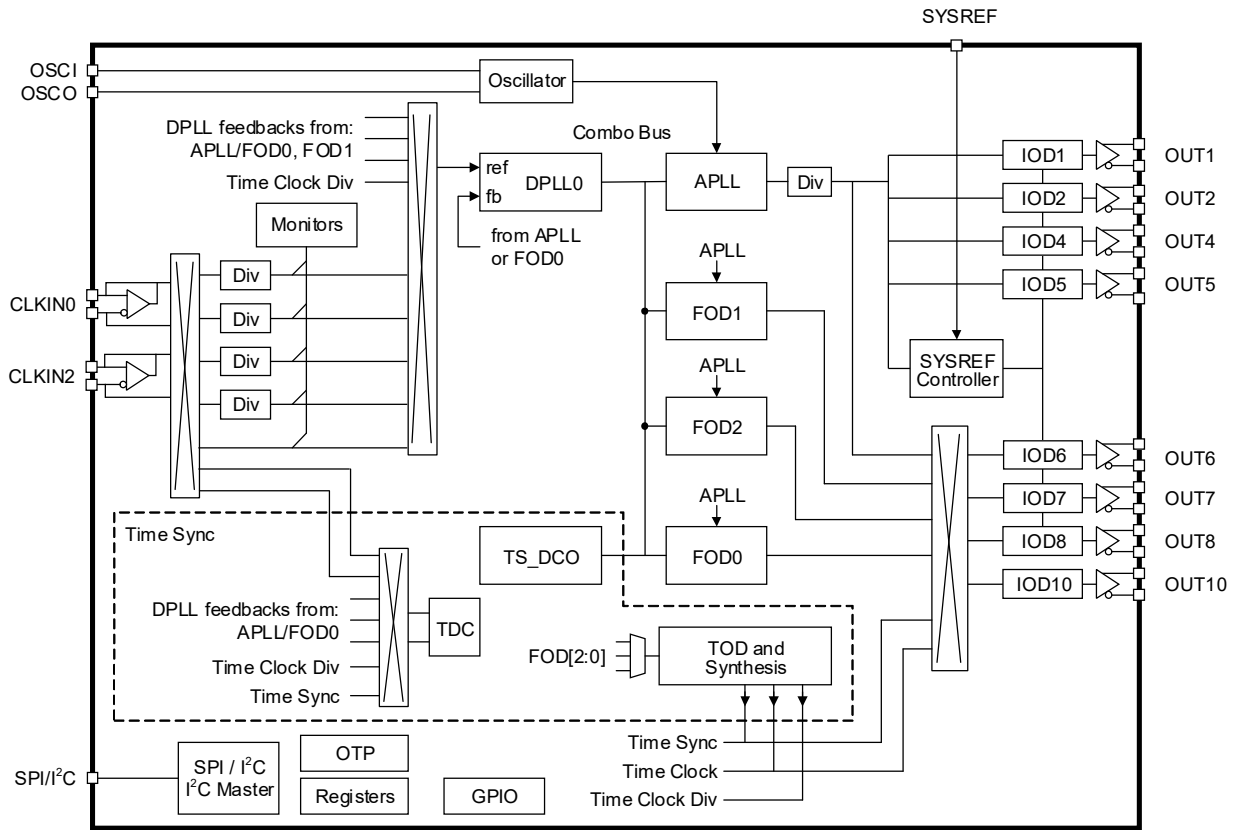 SYSREF
OSCI
OSCO
Oscillator
DPLL feedbacks from:
APLL/FOD0, FOD1
Time Clock Div
Combo Bus
ref
fb
DPLL0
from APLL
or FOD0
APLL
Div
IOD1
OUT1
IOD2
OUT2
IOD4
OUT4
IOD5
OUT5
Monitors
Div
Div
Div
Div
CLKIN0
CLKIN2
APLL
FOD1
APLL
FOD2
APLL
FOD0
SYSREF
Controller
IOD6
OUT6
IOD7
OUT7
IOD8
OUT8
IOD10
OUT10
Time Sync
TS_DCO
DPLL feedbacks from:
APLL/FOD0
Time Clock Div
Time Sync
TDC
FOD[2:0]
TOD and
Synthesis
Time Sync
Time Clock
Time Clock Div
SPI/I²C
SPI / I²C
I²C Master
OTP
Registers
GPIO